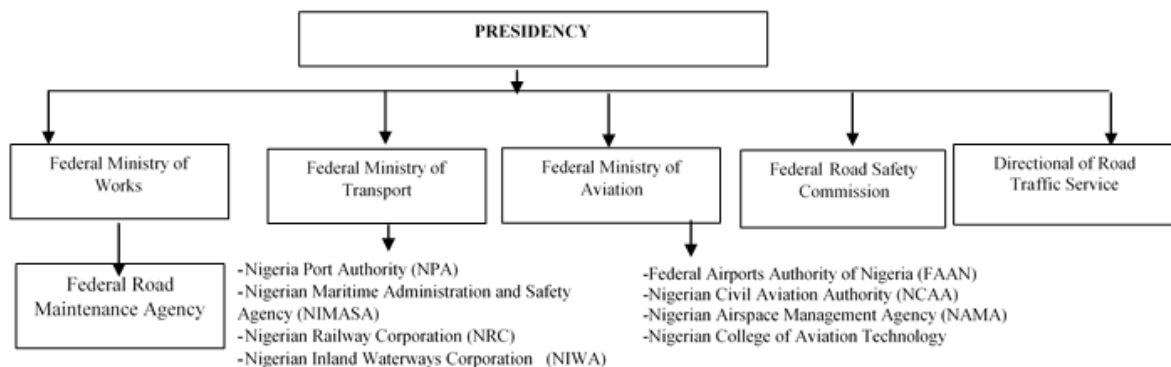 PRESIDENCY
Federal Ministry of
Works
Federal Ministry of
Transport
Federal Ministry of
Aviation
Federal Road Safety
Commission
Directional of Road
Traffic Service
Federal Road
Maintenance Agency
-Nigeria Port Authority (NPA)
-Nigerian Maritime Administration and Safety
Agency (NIMASA)
-Nigerian Railway Corporation (NRC)
-Nigerian Inland Waterways Corporation (NIWA)
-Federal Airports Authority of Nigeria (FAAN)
-Nigerian Civil Aviation Authority (NCAA)
-Nigerian Airspace Management Agency (NAMA)
-Nigerian College of Aviation Technology